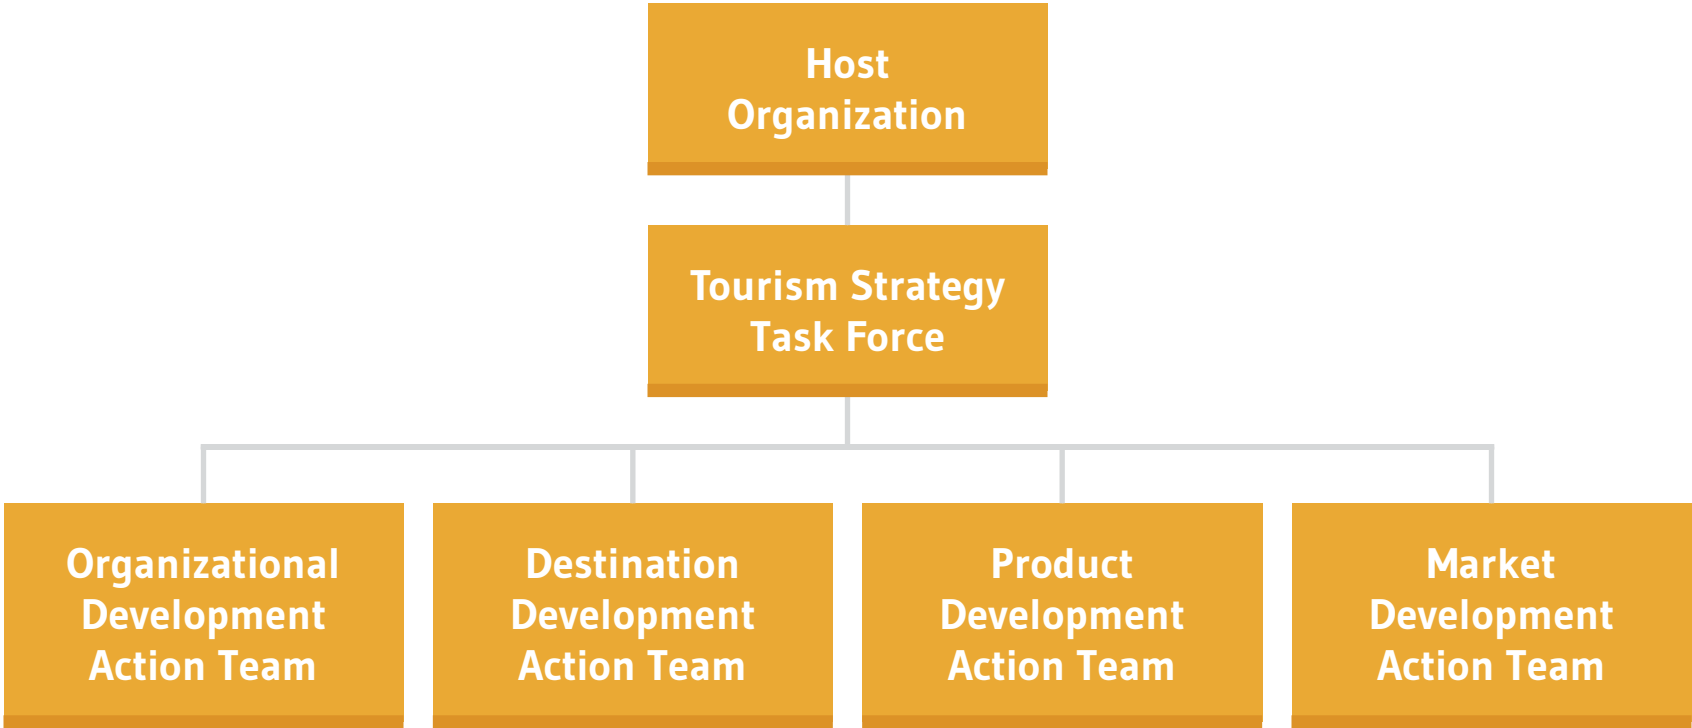 Host
Organization
Tourism Strategy
Task Force
Organizational
Development
Action Team
Destination
Development
Action Team
Product
Development
Action Team
Market
Development
Action Team